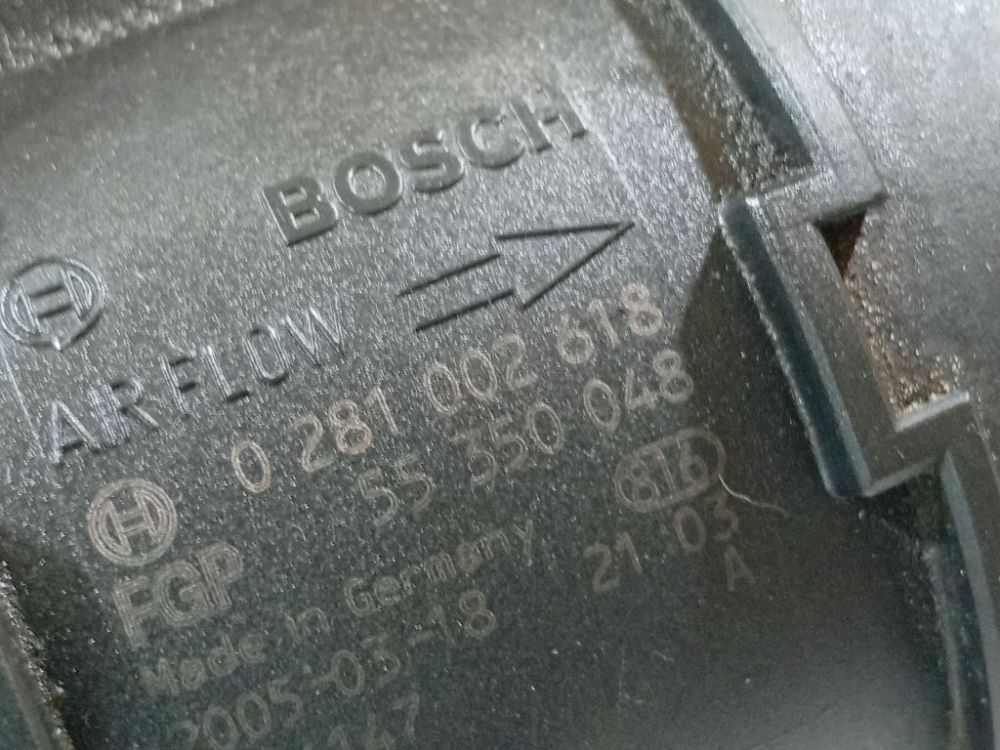 BOSCH
AIR FLOW
0 281 002 618
55 350 048
816
FGP
21 03
A
Made in Germany
2005-03-18
147